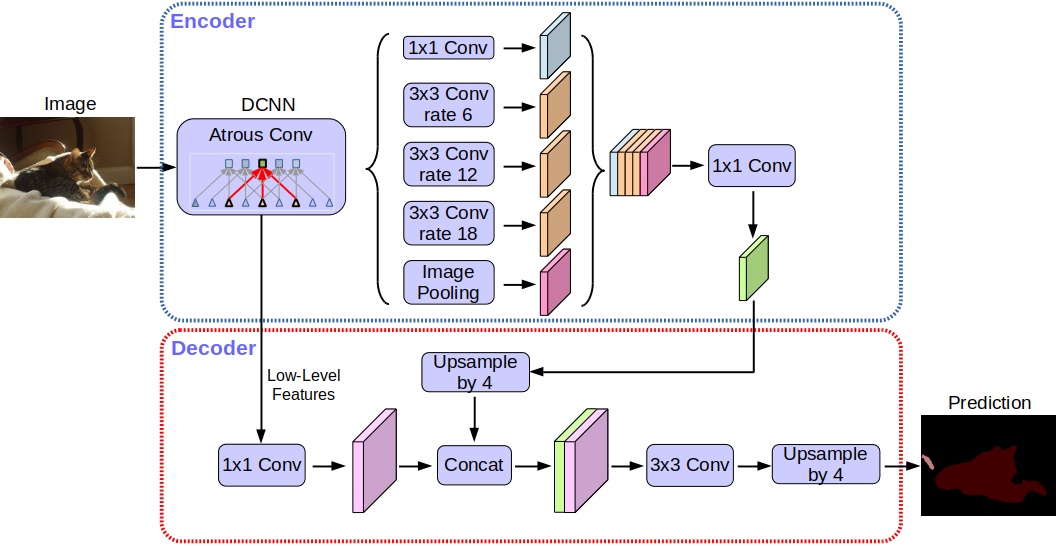 Encoder
Image
DCNN
Atrous Conv
1x1 Conv
3x3 Conv
rate 6
3x3 Conv
rate 12
3x3 Conv
rate 18
Image
Pooling
1x1 Conv
Decoder
Low-Level
Features
1x1 Conv
Upsample
by 4
Concat
3x3 Conv
Upsample
by 4
Prediction